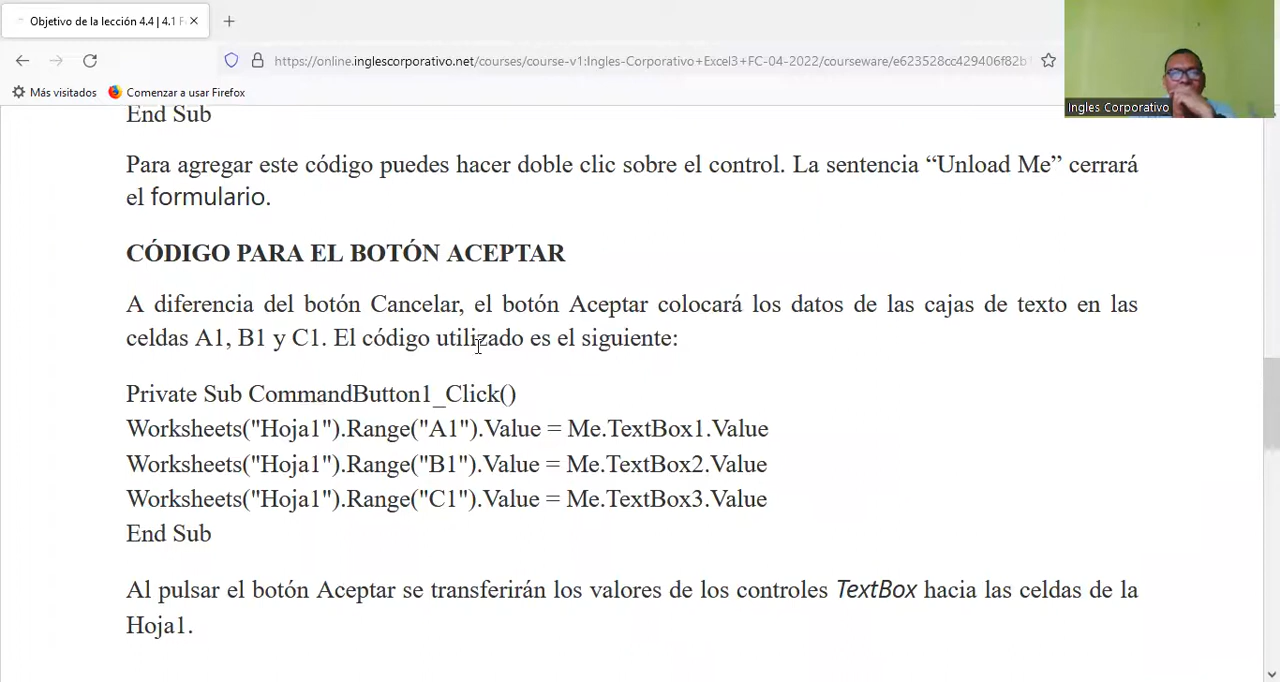 Objetivo de la lección 4.4 | 4.1 F
Ingles Corporativo
https://online.inglescorporativo.net/courses/course-v1:Ingles-Corporativo+Excel3+FC-04-2022/courseware/e623528cc429406f82b
Más visitados Comenzar a usar Firefox
End Sub
Para agregar este código puedes hacer doble clic sobre el control. La sentencia “Unload Me” cerrará
el formulario.
CÓDIGO PARA EL BOTÓN ACEPTAR
A diferencia del botón Cancelar, el botón Aceptar colocará los datos de las cajas de texto en las
celdas A1, B1 y C1. El código utilizado es el siguiente:
Private Sub CommandButton1_Click()
Worksheets("Hoja1").Range("A1").Value = Me.TextBox1.Value
Worksheets("Hoja1").Range("B1").Value = Me.TextBox2.Value
Worksheets("Hoja1").Range("C1").Value = Me.TextBox3.Value
End Sub
Al pulsar el botón Aceptar se transferirán los valores de los controles TextBox hacia las celdas de la
Hoja1.